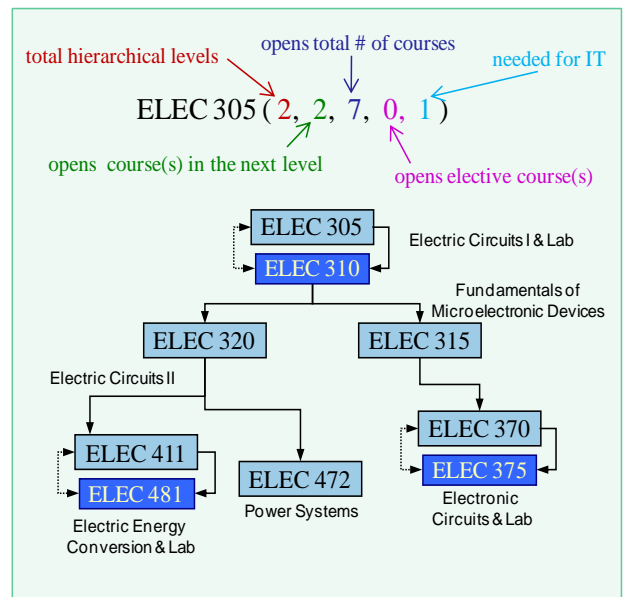 opens total # of courses
total hierarchical levels
needed for IT
ELEC 305 ( 2, 2, 7, 0, 1 )
opens course(s) in the next level
opens elective course(s)
ELEC 305
Electric Circuits I & Lab
ELEC 310
Fundamentals of
Microelectronic Devices
ELEC 320
ELEC 315
Electric Circuits II
ELEC 411
ELEC 370
ELEC 481
ELEC 472
ELEC 375
Electric Energy
Conversion & Lab
Power Systems
Electronic
Circuits & Lab